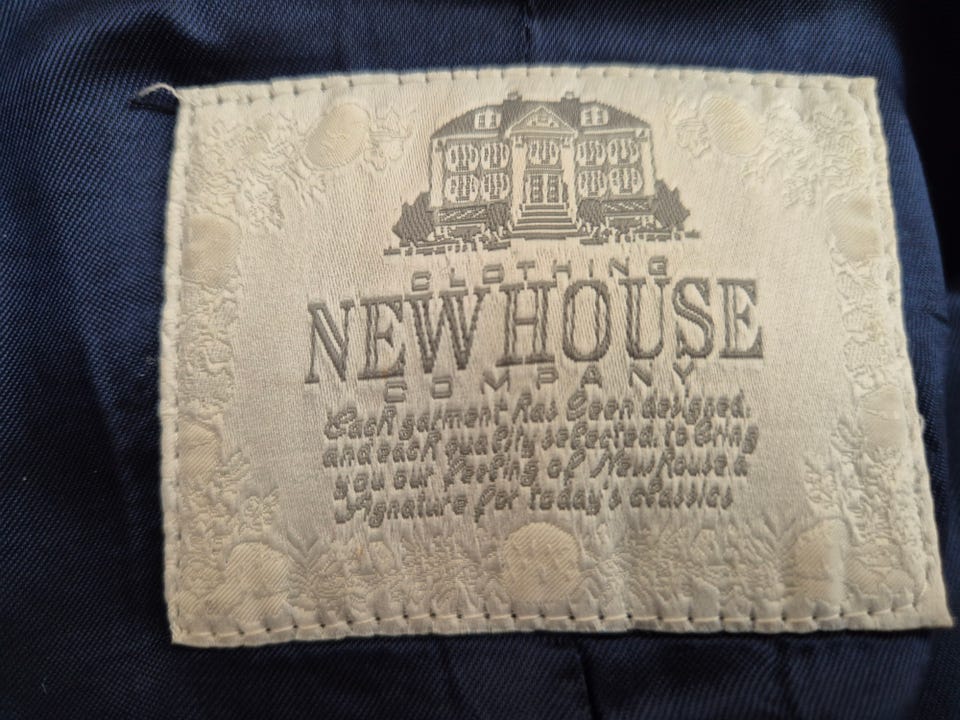 CLOTHING
NEWHOUSE
COMPANY
Each garment has been designed,
and each quality selected, to bring
you our feeling of Newhouse a
Signature for today's classics